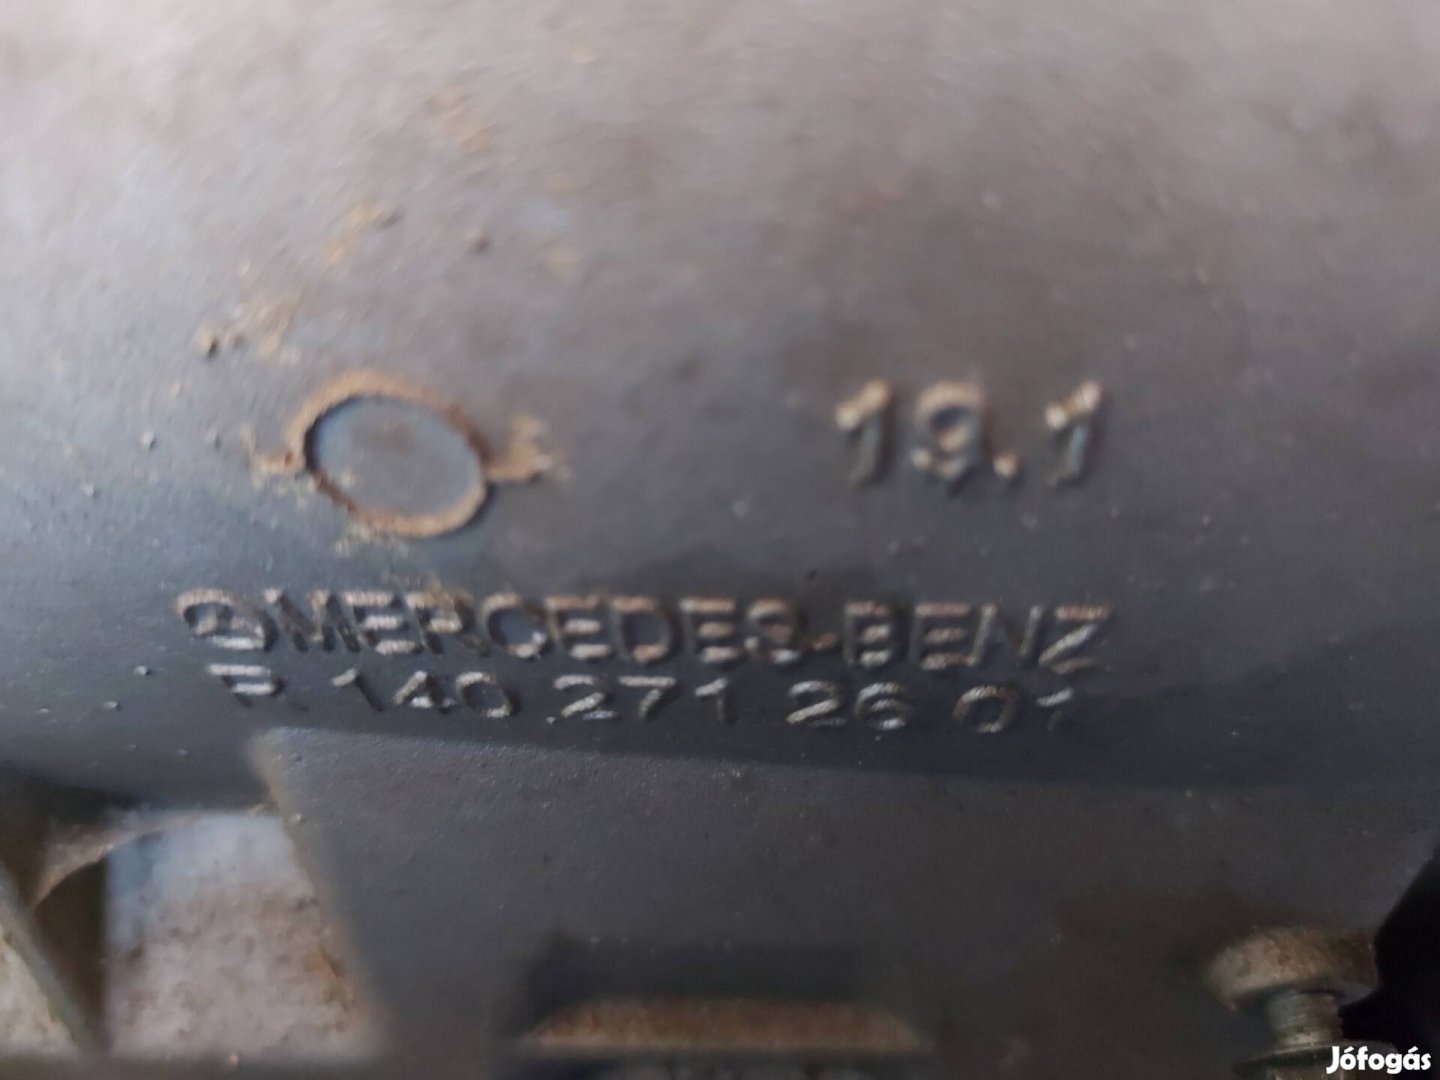 19.1
MERCEDES-BENZ
R 140 271 26 01
Jófogás